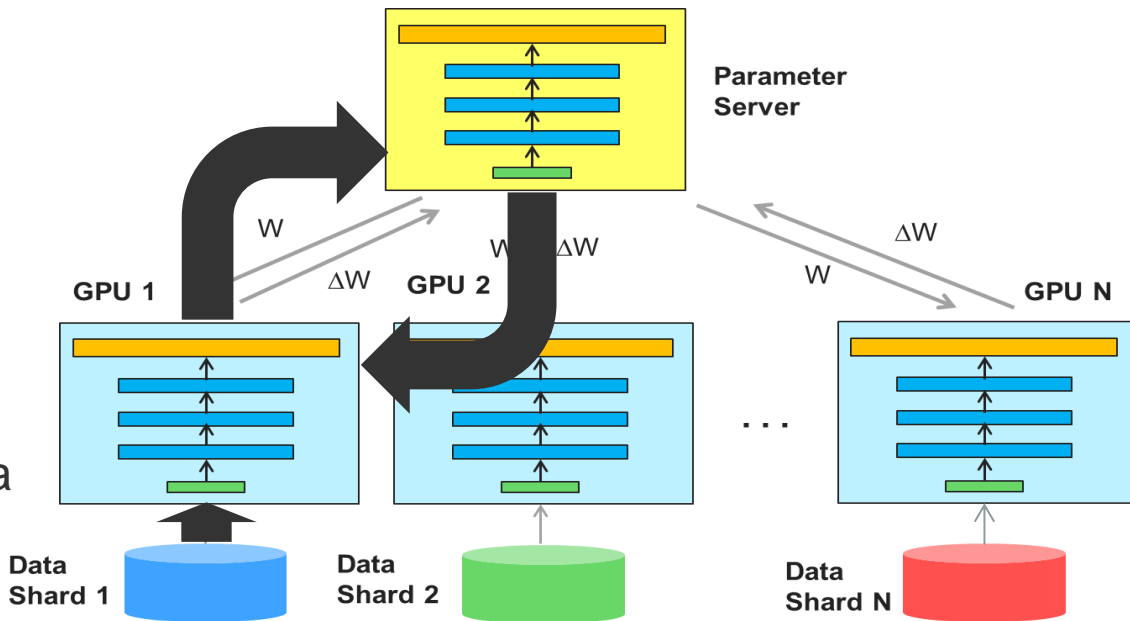 Parameter
Server
W
ΔW
W
ΔW
ΔW
W
GPU 1
GPU 2
GPU N
. . .
a
Data
Shard 1
Data
Shard 2
Data
Shard N